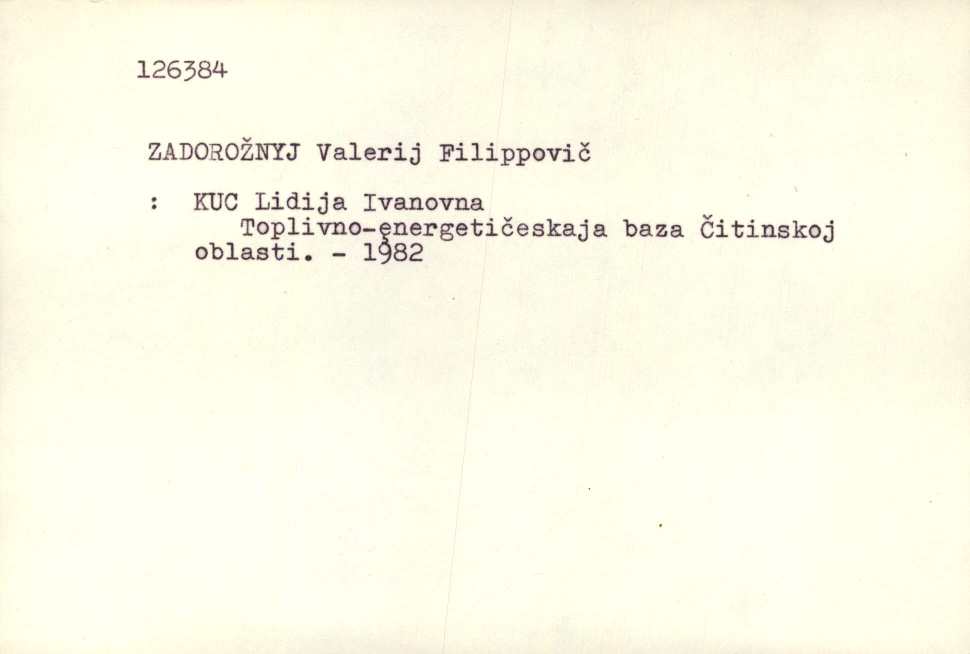 126384
ZADOROŽNYJ Valerij Filippovič
: KUC Lidija Ivanovna
Toplivno-energetičeskaja baza Čitinskoj
oblasti. - 1982